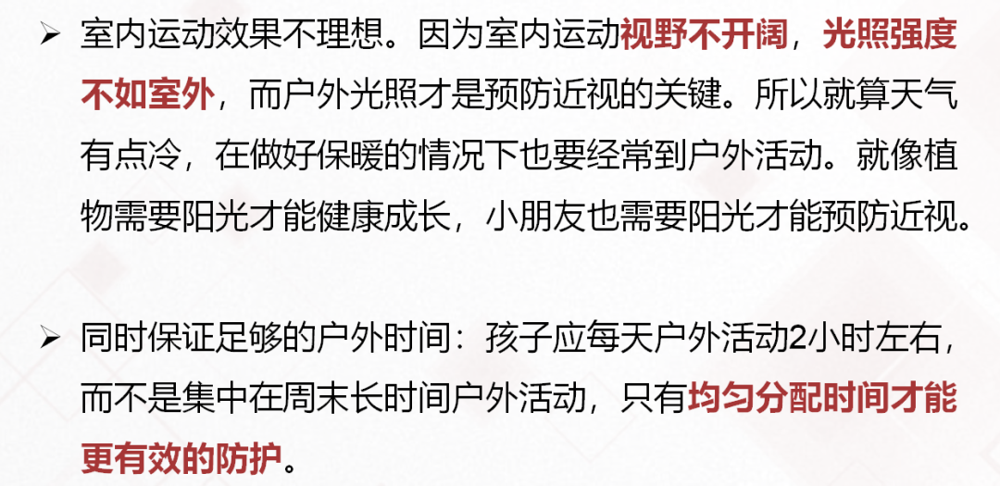 ➢ 室内运动效果不理想。因为室内运动视野不开阔，光照强度
不如室外，而户外光照才是预防近视的关键。所以就算天气
有点冷，在做好保暖的情况下也要经常到户外活动。就像植
物需要阳光才能健康成长，小朋友也需要阳光才能预防近视。
➢ 同时保证足够的户外时间：孩子应每天户外活动2小时左右，
而不是集中在周末长时间户外活动，只有均匀分配时间才能
更有效的防护。